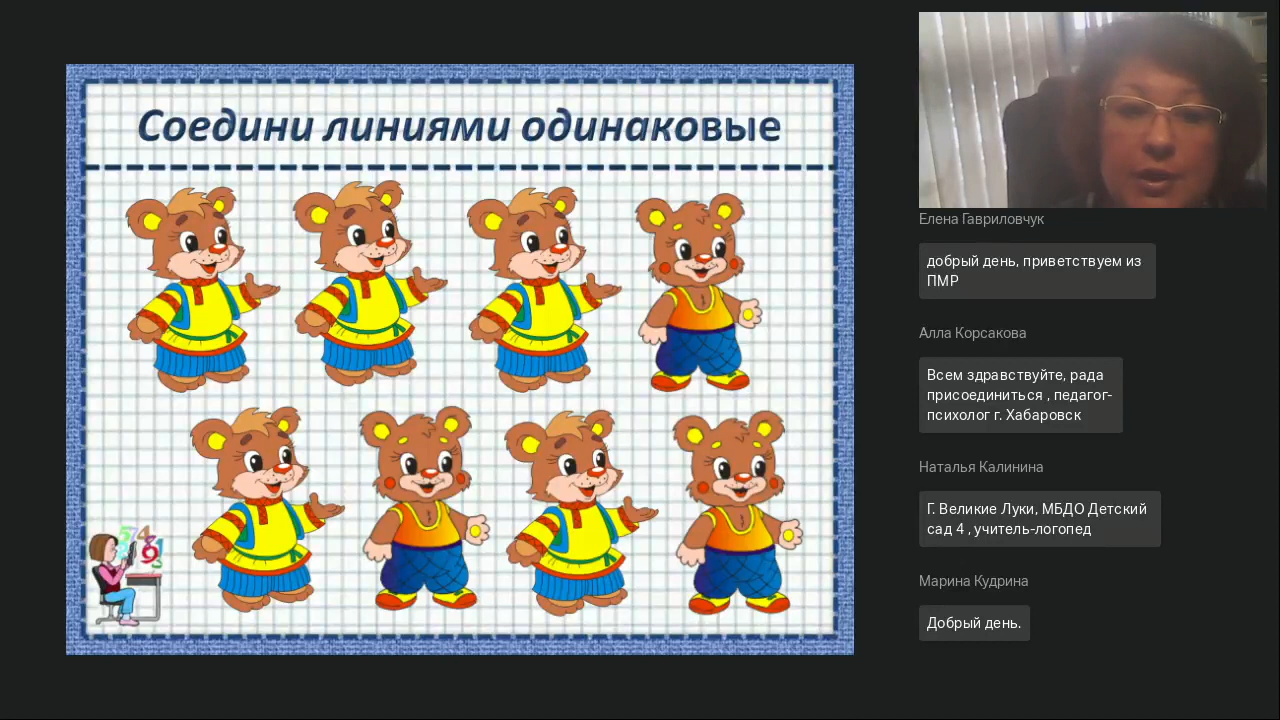 Соедини линиями одинаковые
Елена Гавриловчук
добрый день, приветствуем из
ПМР
Алла Корсакова
Всем здравствуйте, рада
присоединиться , педагог-
психолог г. Хабаровск
Наталья Калинина
Г. Великие Луки, МБДО Детский
сад 4 , учитель-логопед
Марина Кудрина
Добрый день.